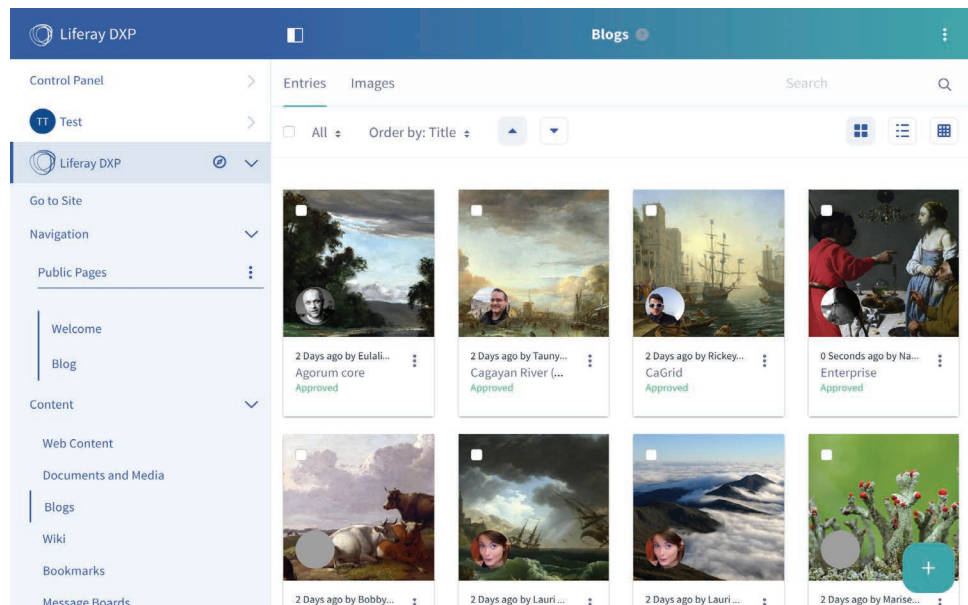 Liferay DXP
Blogs
Control Panel
TT Test
Liferay DXP
Go to Site
Navigation
Public Pages
Welcome
Blog
Content
Web Content
Documents and Media
Blogs
Wiki
Bookmarks
Message Boards
Entries Images Search
All Order by: Title
2 Days ago by Eulali...
Agorum core
Approved
2 Days ago by Tauny...
Cagayan River (...
Approved
2 Days ago by Rickey...
CaGrid
Approved
0 Seconds ago by Na...
Enterprise
Approved
2 Days ago by Bobby...
2 Days ago by Lauri ...
2 Days ago by Lauri ...
2 Days ago by Marise...